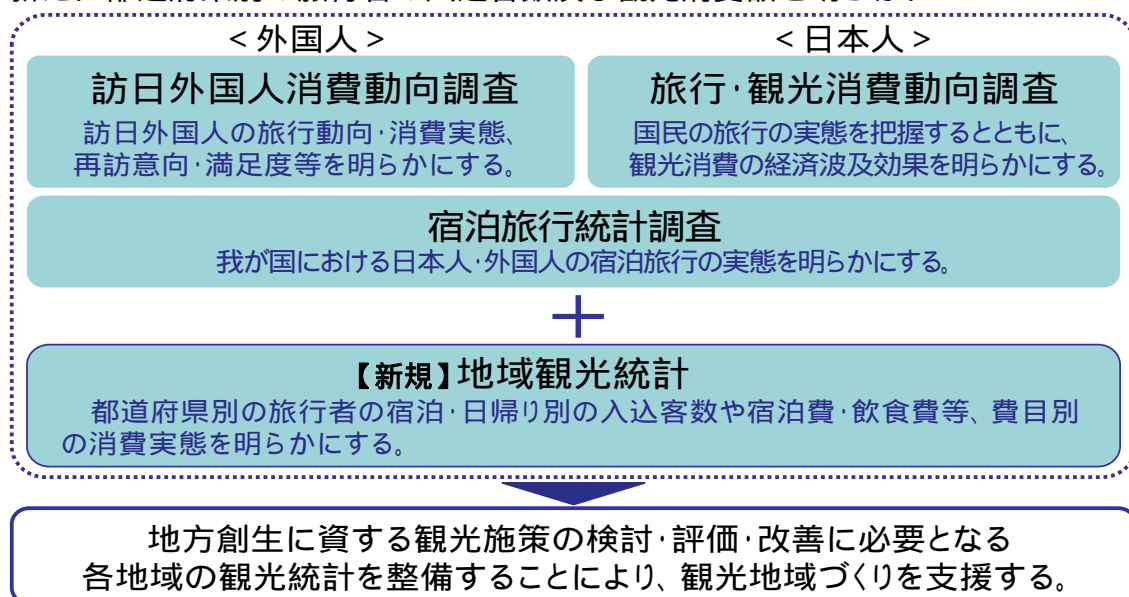 <外国人>
<日本人>
訪日外国人消費動向調査
訪日外国人の旅行動向・消費実態、
再訪意向・満足度等を明らかにする。
旅行・観光消費動向調査
国民の旅行の実態を把握するとともに、
観光消費の経済波及効果を明らかにする。
宿泊旅行統計調査
我が国における日本人・外国人の宿泊旅行の実態を明らかにする。
+
【新規】地域観光統計
都道府県別の旅行者の宿泊・日帰り別の入込客数や宿泊費・飲食費等、費目別
の消費実態を明らかにする。
地方創生に資する観光施策の検討・評価・改善に必要となる
各地域の観光統計を整備することにより、観光地域づくりを支援する。